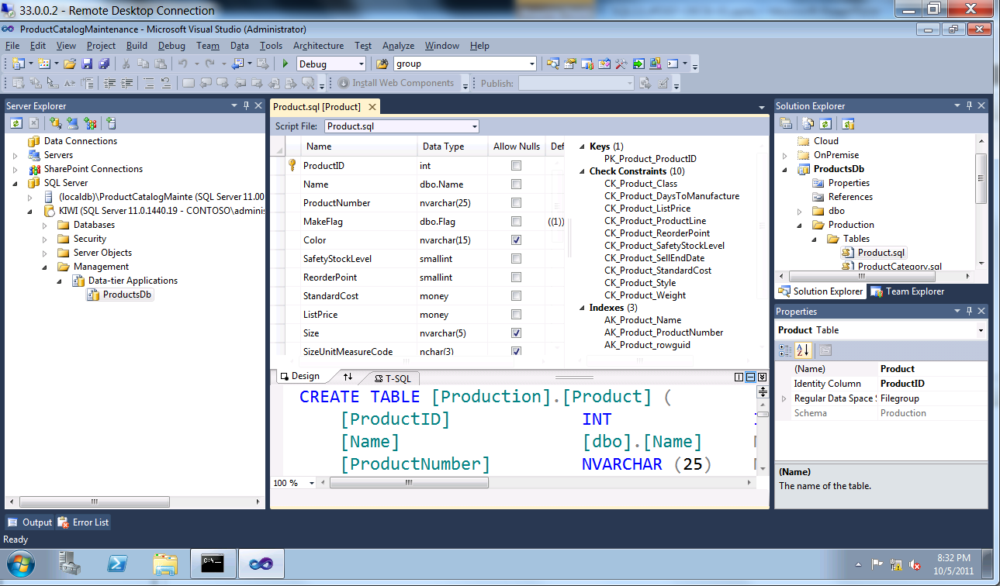 33.0.0.2 - Remote Desktop Connection
ProductCatalogMaintenance - Microsoft Visual Studio (Administrator)
File Edit View Project Build Debug Team Data Tools Architecture Test Analyze Window Help
Debug group
Install Web Components Publish:
Server Explorer
Data Connections
Servers
SharePoint Connections
SQL Server
(localdb)\ProductCatalogMainte (SQL Server 11.00
KIWI (SQL Server 11.0.1440.19 - CONTOSO\adminis
Databases
Security
Server Objects
Management
Data-tier Applications
ProductsDb
Product.sql [Product]
Script File: Product.sql
Name Data Type Allow Nulls Def
ProductID int
Name dbo.Name
ProductNumber nvarchar(25)
MakeFlag dbo.Flag ((1))
Color nvarchar(15)
SafetyStockLevel smallint
ReorderPoint smallint
StandardCost money
ListPrice money
Size nvarchar(5)
SizeUnitMeasureCode nchar(3)
Keys (1)
PK_Product_ProductID
Check Constraints (10)
CK_Product_Class
CK_Product_DaysToManufacture
CK_Product_ListPrice
CK_Product_ProductLine
CK_Product_ReorderPoint
CK_Product_SafetyStockLevel
CK_Product_SellEndDate
CK_Product_StandardCost
CK_Product_Style
CK_Product_Weight
Indexes (3)
AK_Product_Name
AK_Product_ProductNumber
AK_Product_rowguid
Design T-SQL
CREATE TABLE [Production].[Product] (
[ProductID] INT
[Name] [dbo].[Name]
[ProductNumber] NVARCHAR (25)
100 %
Solution Explorer
Cloud
OnPremise
ProductsDb
Properties
References
dbo
Production
Tables
Product.sql
ProductCategory.sql
Solution Explorer Team Explorer
Properties
Product Table
(Name) Product
Identity Column ProductID
Regular Data Space Filegroup
Schema Production
(Name)
The name of the table.
Output Error List
Ready
C:\
8:32 PM
10/5/2011